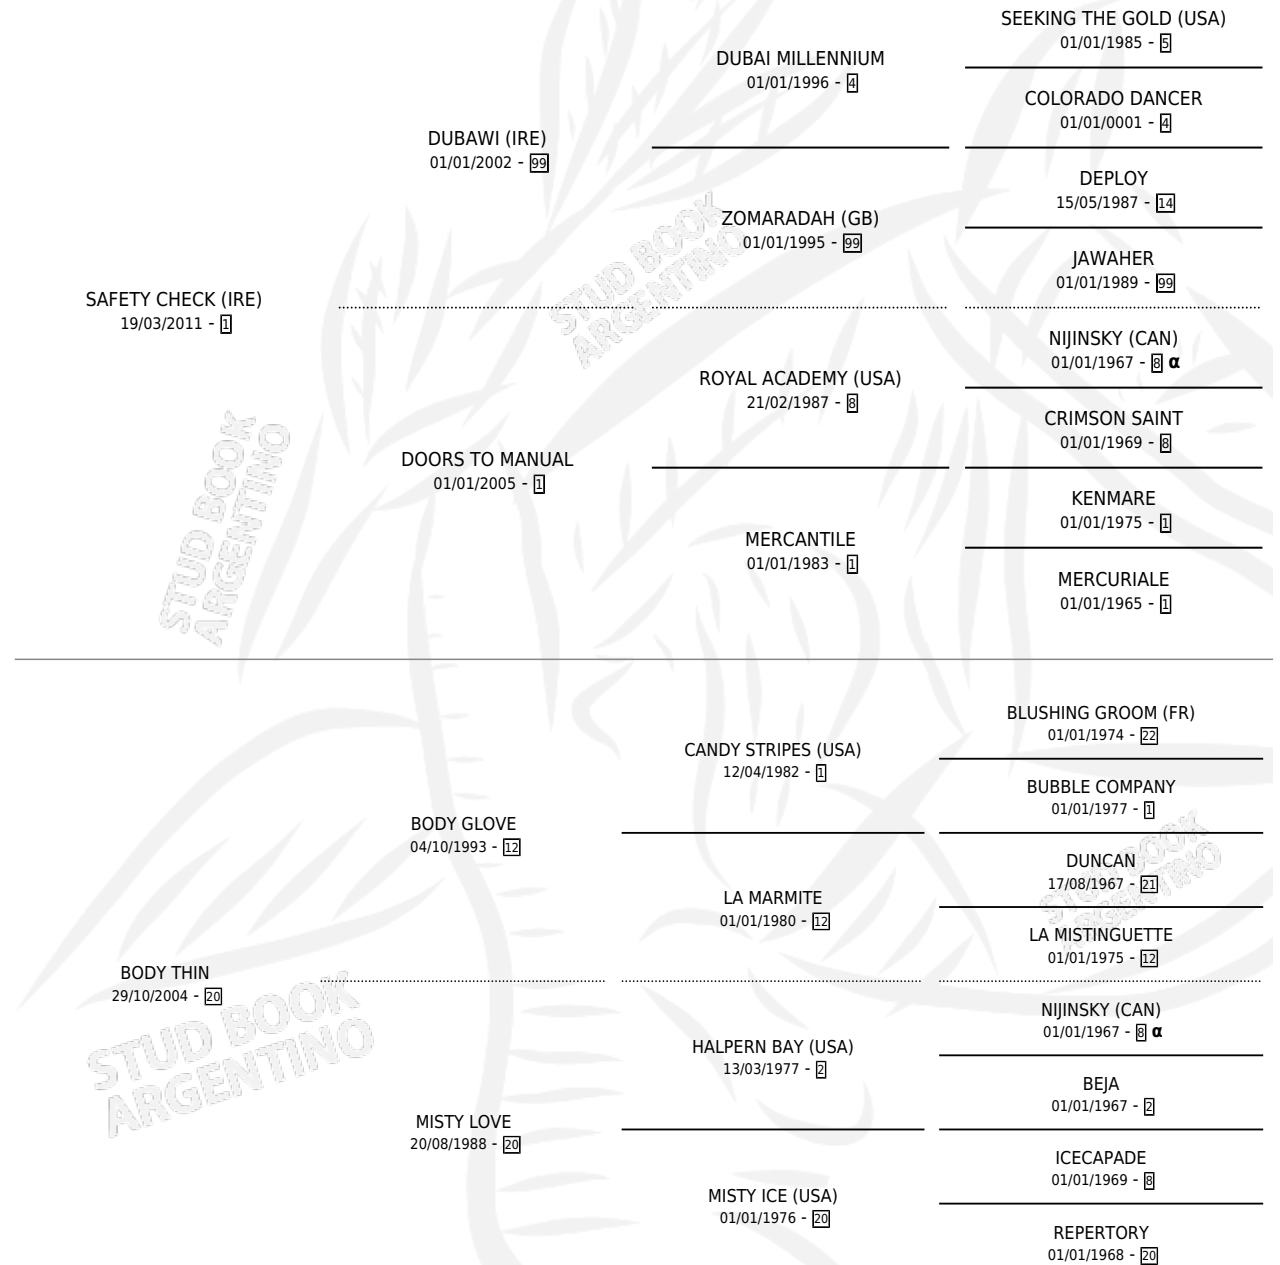 SEEKING THE GOLD (USA)
01/01/1985 - 5
DUBAI MILLENNIUM
01/01/1996 - 4
COLORADO DANCER
01/01/0001 - 4
DUBAWI (IRE)
01/01/2002 - 99
DEPLOY
15/05/1987 - 14
ZOMARADAH (GB)
01/01/1995 - 99
JAWAHER
01/01/1989 - 99
STUD BOOK
ARGENTINO
SAFETY CHECK (IRE)
19/03/2011 - 1
NIJINSKY (CAN)
01/01/1967 - 8 α
ROYAL ACADEMY (USA)
21/02/1987 - 8
CRIMSON SAINT
01/01/1969 - 8
DOORS TO MANUAL
01/01/2005 - 1
KENMARE
01/01/1975 - 1
MERCANTILE
01/01/1983 - 1
MERCURIALE
01/01/1965 - 1
STUD BOOK
ARGENTINO
BLUSHING GROOM (FR)
01/01/1974 - 22
CANDY STRIPES (USA)
12/04/1982 - 1
BUBBLE COMPANY
01/01/1977 - 1
BODY GLOVE
04/10/1993 - 12
DUNCAN
17/08/1967 - 21
LA MARMITE
01/01/1980 - 12
LA MISTINGUETTE
01/01/1975 - 12
STUD BOOK
ARGENTINO
BODY THIN
29/10/2004 - 20
NIJINSKY (CAN)
01/01/1967 - 8 α
HALPERN BAY (USA)
13/03/1977 - 2
BEJA
01/01/1967 - 2
STUD BOOK
ARGENTINO
MISTY LOVE
20/08/1988 - 20
ICECAPADE
01/01/1969 - 8
MISTY ICE (USA)
01/01/1976 - 20
REPERTORY
01/01/1968 - 20